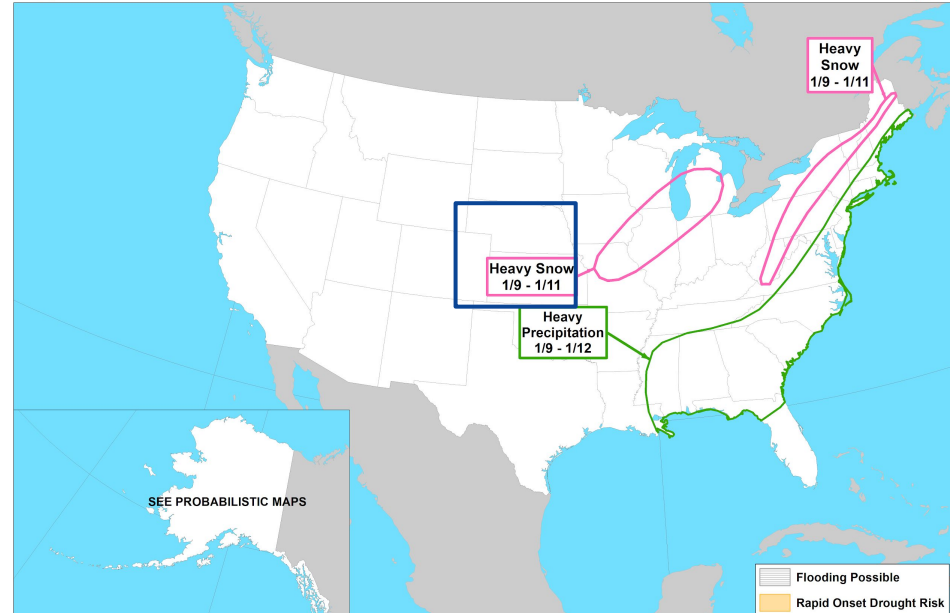 Heavy
Snow
1/9 - 1/11
Heavy Snow
1/9 - 1/11
Heavy
Precipitation
1/9 - 1/12
SEE PROBABILISTIC MAPS
Flooding Possible
Rapid Onset Drought Risk